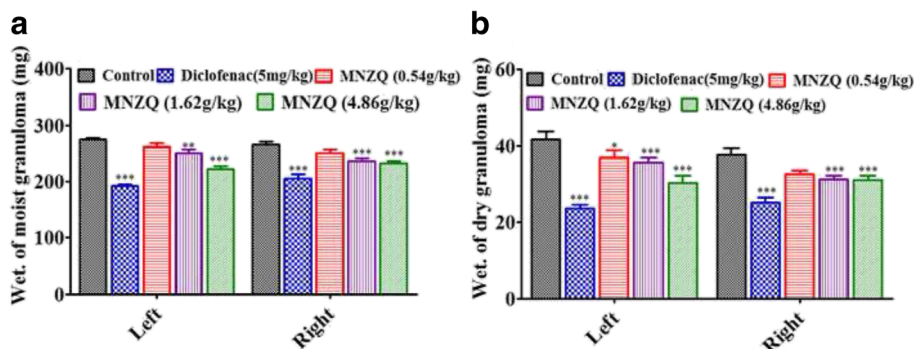 a
Wet. of moist granuloma (mg)
400
300
200
100
0
Control Diclofenac(5mg/kg) MNZQ (0.54g/kg)
MNZQ (1.62g/kg) MNZQ (4.86g/kg)
*** ** *** *** *** ***
Left Right
b
Wet. of dry granuloma (mg)
60
40
20
0
Control Diclofenac(5mg/kg) MNZQ (0.54g/kg)
MNZQ (1.62g/kg) MNZQ (4.86g/kg)
*** * *** *** *** *** ***
Left Right